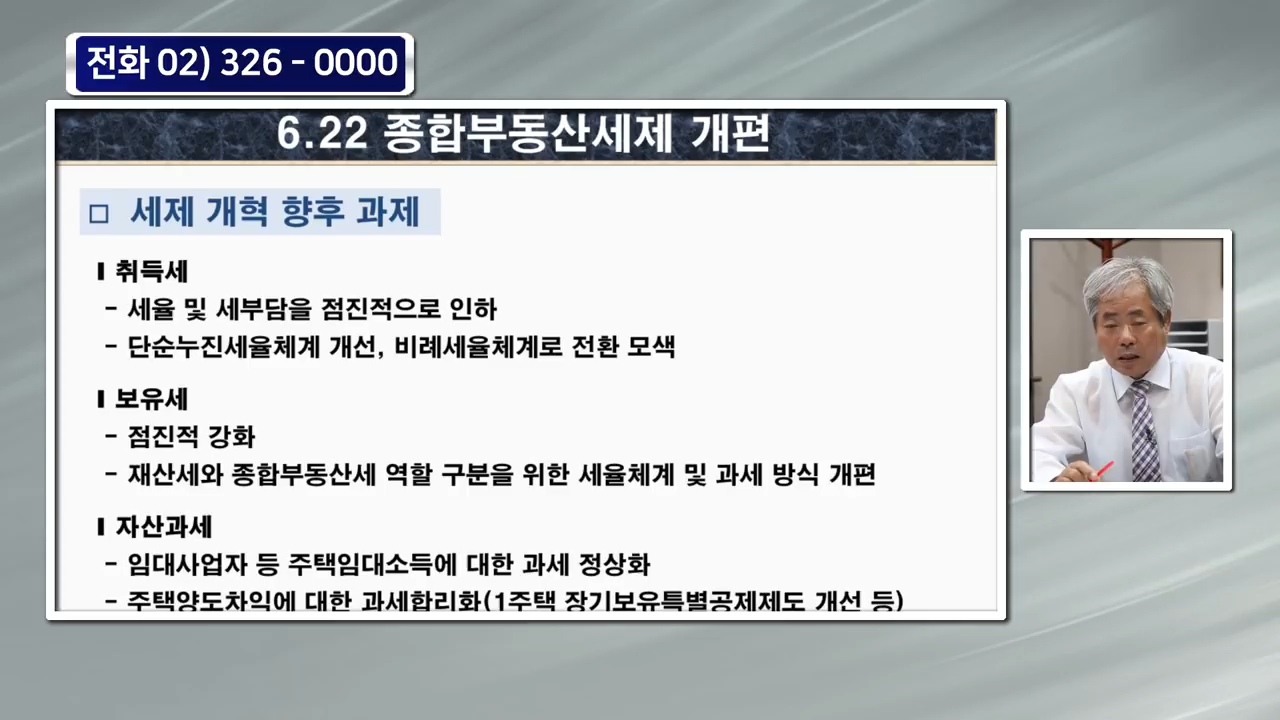 전화 02) 326 - 0000
6.22 종합부동산세제 개편
□ 세제 개혁 향후 과제
취득세
- 세율 및 세부담을 점진적으로 인하
- 단순누진세율체계 개선, 비례세율체계로 전환 모색
보유세
- 점진적 강화
- 재산세와 종합부동산세 역할 구분을 위한 세율체계 및 과세 방식 개편
자산과세
- 임대사업자 등 주택임대소득에 대한 과세 정상화
- 주택양도차익에 대한 과세합리화(1주택 장기보유특별공제제도 개선 등)